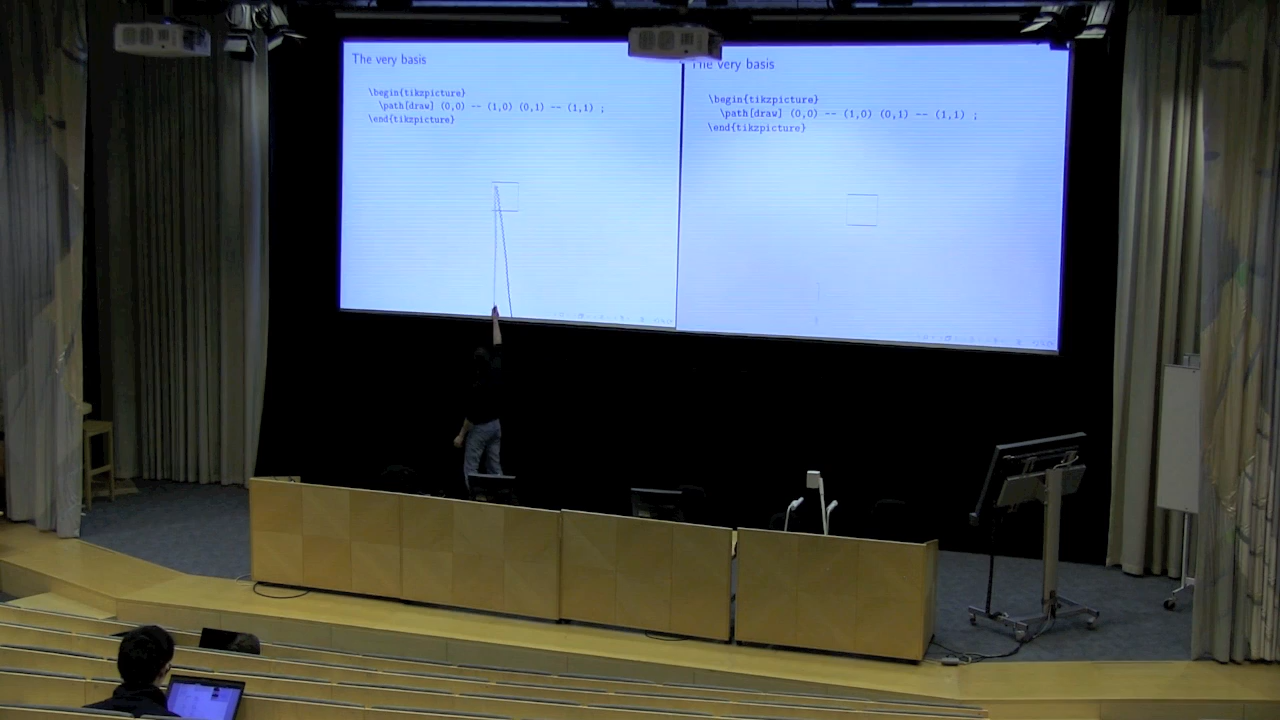 The very basis
\begin{tikzpicture}
\path[draw] (0,0) -- (1,0) (0,1) -- (1,1) ;
\end{tikzpicture}
The very basis
\begin{tikzpicture}
\path[draw] (0,0) -- (1,0) (0,1) -- (1,1) ;
\end{tikzpicture}